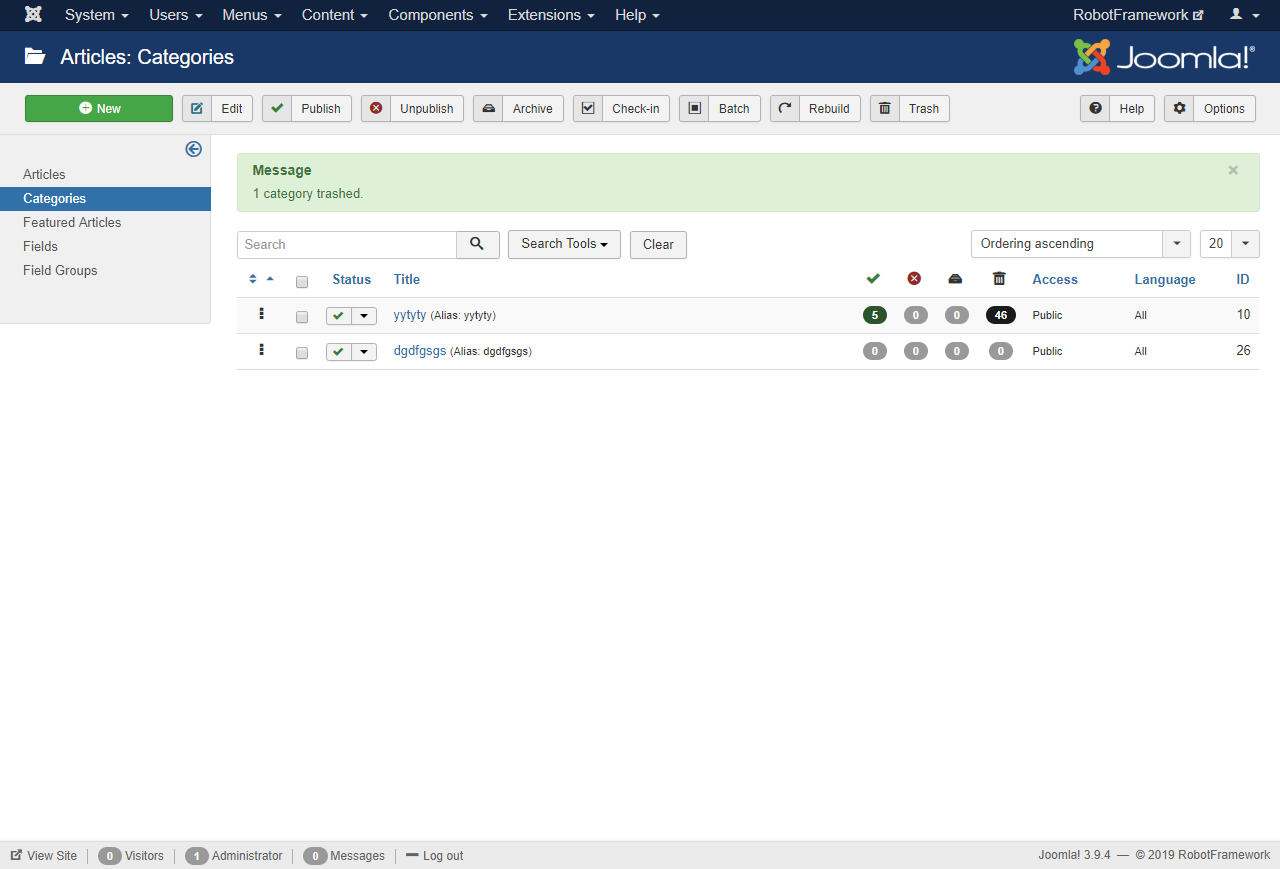 System Users Menus Content Components Extensions Help RobotFramework
Articles: Categories Joomla!®
New Edit Publish Unpublish Archive Check-in Batch Rebuild Trash Help Options
Articles
Categories
Featured Articles
Fields
Field Groups
Message ×
1 category trashed.
Search Search Tools Clear Ordering ascending 20
Status Title Access Language ID
yytyty (Alias: yytyty) 5 0 0 46 Public All 10
dgdfgsgs (Alias: dgdfgsgs) 0 0 0 0 Public All 26
View Site 0 Visitors 1 Administrator 0 Messages Log out Joomla! 3.9.4 — © 2019 RobotFramework